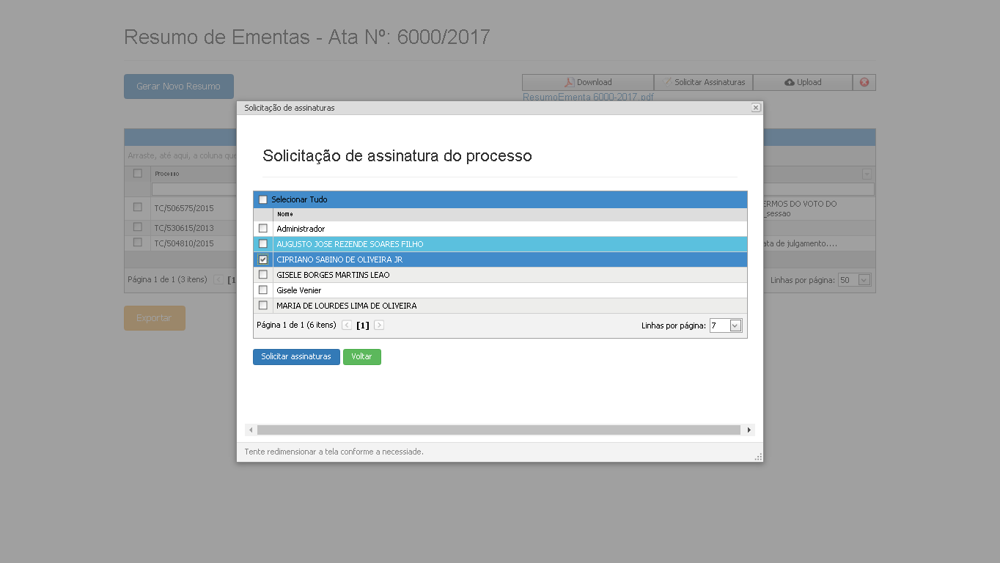 Resumo de Ementas - Ata Nº: 6000/2017
Gerar Novo Resumo
Download
Solicitar Assinaturas
Upload
ResumoEmenta 6000-2017.pdf
Solicitação de assinaturas
Solicitação de assinatura do processo
Arraste, até aqui, a coluna que
Processo
TC/506575/2015
ERMOS DO VOTO DO
_sessao
TC/530615/2013
TC/504810/2015
ata de julgamento....
Página 1 de 1 (3 itens) [1
Linhas por página: 50
Exportar
Selecionar Tudo
Nome
Administrador
AUGUSTO JOSE REZENDE SOARES FILHO
CIPRIANO SABINO DE OLIVEIRA JR
GISELE BORGES MARTINS LEAO
Gisele Venier
MARIA DE LOURDES LIMA DE OLIVEIRA
Página 1 de 1 (6 itens) [1]
Linhas por página: 7
Solicitar assinaturas
Voltar
Tente redimensionar a tela conforme a necessiade.